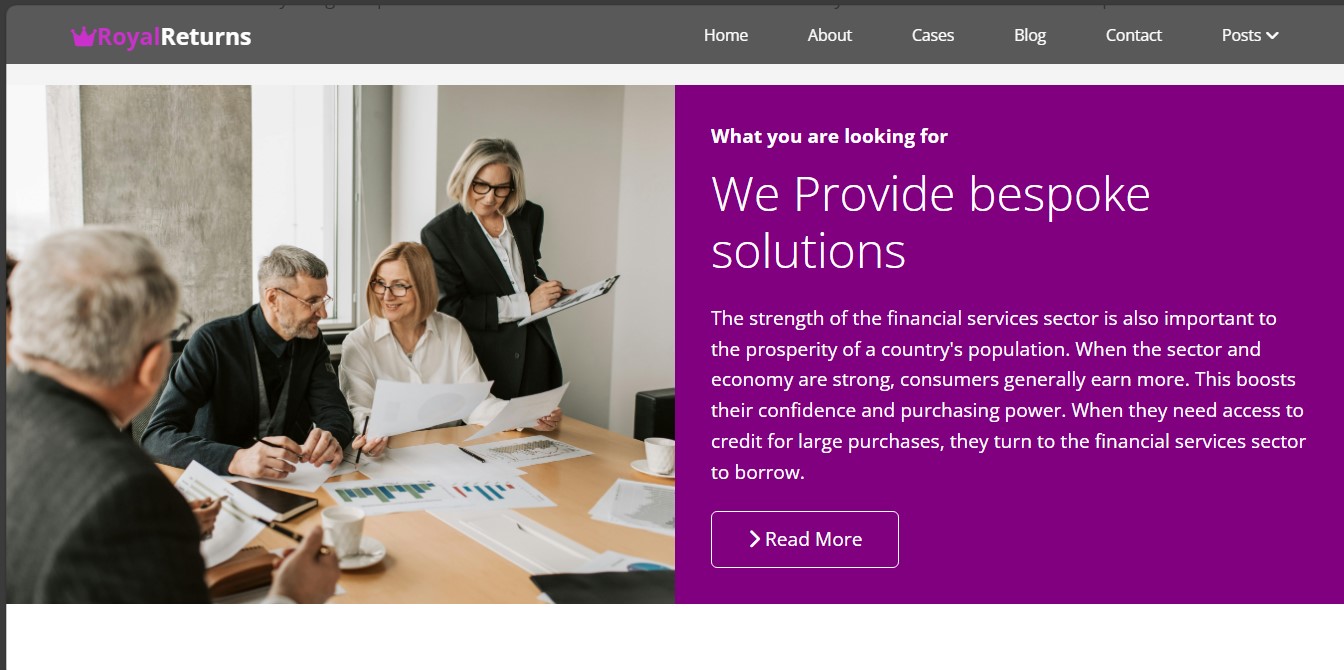 RoyalReturns
Home About Cases Blog Contact Posts
What you are looking for
We Provide bespoke
solutions
The strength of the financial services sector is also important to
the prosperity of a country's population. When the sector and
economy are strong, consumers generally earn more. This boosts
their confidence and purchasing power. When they need access to
credit for large purchases, they turn to the financial services sector
to borrow.
Read More